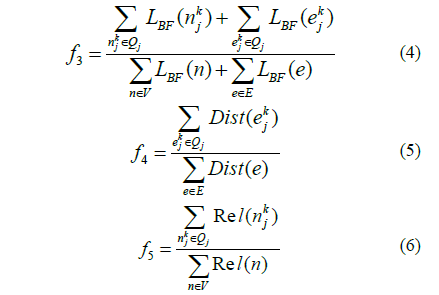 f_3 = \frac{\sum_{n_j^k \in Q_j} L_{BF}(n_j^k) + \sum_{e_j^k \in Q_j} L_{BF}(e_j^k)}{\sum_{n \in V} L_{BF}(n) + \sum_{e \in E} L_{BF}(e)} (4)
f_4 = \frac{\sum_{e_j^k \in Q_j} Dist(e_j^k)}{\sum_{e \in E} Dist(e)} (5)
f_5 = \frac{\sum_{n_j^k \in Q_j} Rel(n_j^k)}{\sum_{n \in V} Rel(n)} (6)